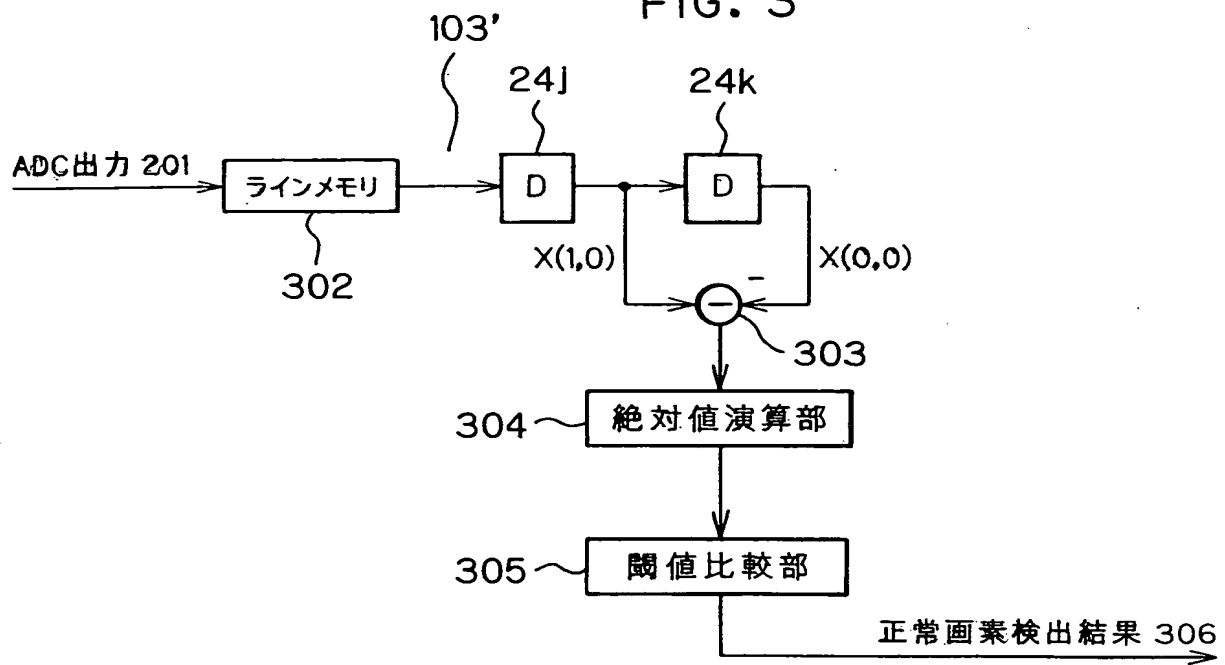 FIG. 3
103'
24j
24k
ADC出力 201
ラインメモリ
D
D
302
X(1,0)
X(0,0)
-
−
303
304
絶対値演算部
305
閾値比較部
正常画素検出結果 306